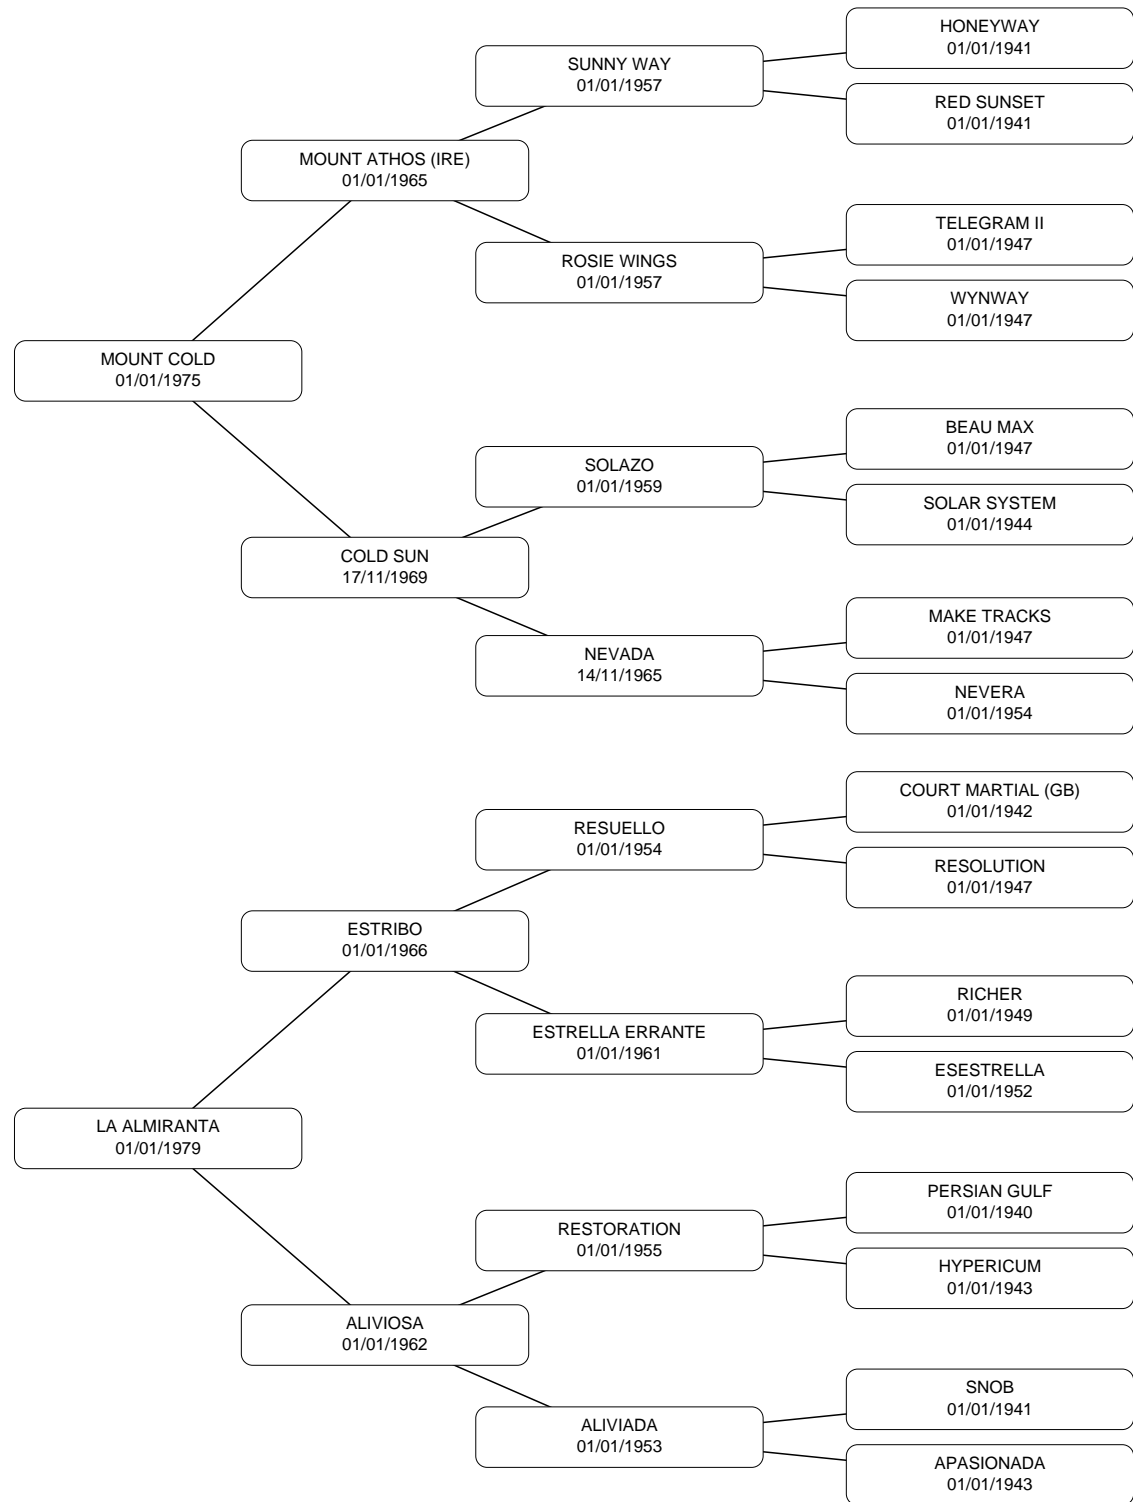 HONEYWAY
01/01/1941
SUNNY WAY
01/01/1957
RED SUNSET
01/01/1941
MOUNT ATHOS (IRE)
01/01/1965
TELEGRAM II
01/01/1947
ROSIE WINGS
01/01/1957
WYNWAY
01/01/1947
MOUNT COLD
01/01/1975
BEAU MAX
01/01/1947
SOLAZO
01/01/1959
SOLAR SYSTEM
01/01/1944
COLD SUN
17/11/1969
MAKE TRACKS
01/01/1947
NEVADA
14/11/1965
NEVERA
01/01/1954
COURT MARTIAL (GB)
01/01/1942
RESUELLO
01/01/1954
RESOLUTION
01/01/1947
ESTRIBO
01/01/1966
RICHER
01/01/1949
ESTRELLA ERRANTE
01/01/1961
ESESTRELLA
01/01/1952
LA ALMIRANTA
01/01/1979
PERSIAN GULF
01/01/1940
RESTORATION
01/01/1955
HYPERICUM
01/01/1943
ALIVIOSA
01/01/1962
SNOB
01/01/1941
ALIVIADA
01/01/1953
APASIONADA
01/01/1943